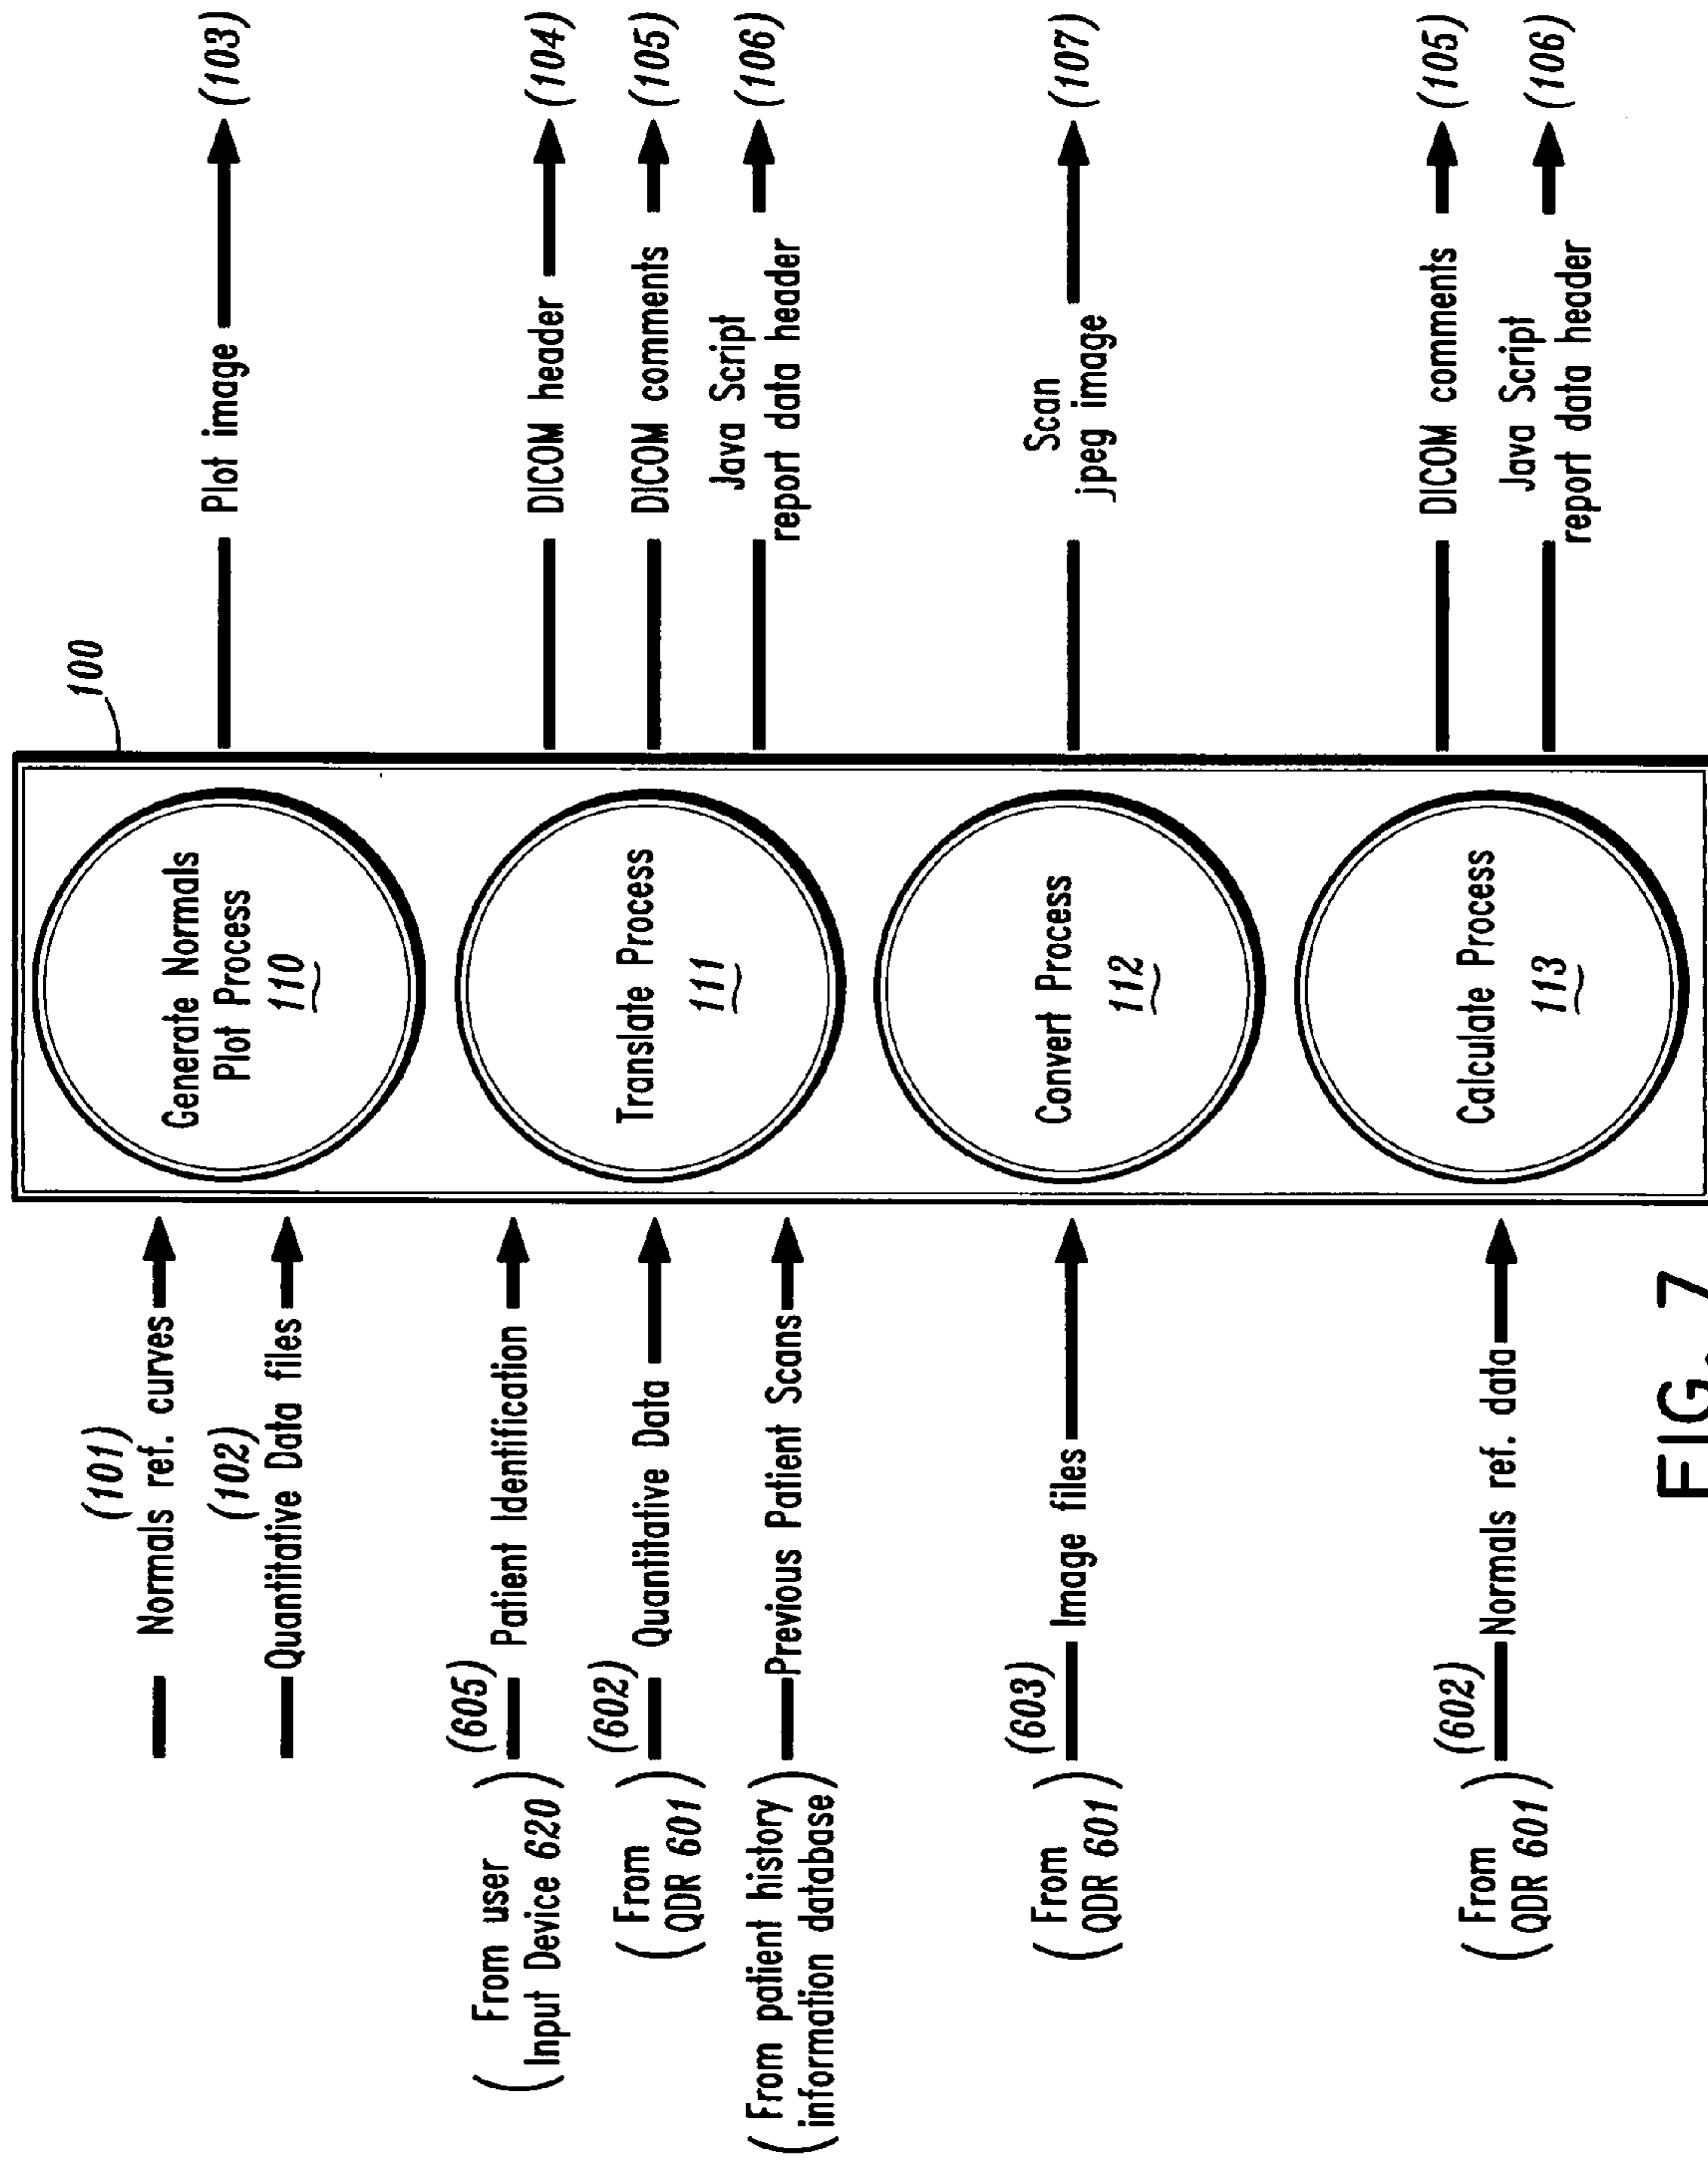 (101)
Normals ref. curves
(102)
Quantitative Data files
(From user
Input Device 620)
(605)
Patient Identification
(From
QDR 601)
(602)
Quantitative Data
(From patient history
information database)
Previous Patient Scans
(From
QDR 601)
(603)
Image files
(From
QDR 601)
(602)
Normals ref. data
100
Generate Normals
Plot Process
110
Translate Process
111
Convert Process
112
Calculate Process
113
Plot image
(103)
DICOM header
(104)
DICOM comments
(105)
Java Script
report data header
(106)
Scan
jpeg image
(107)
DICOM comments
(105)
Java Script
report data header
(106)
FIG. 7